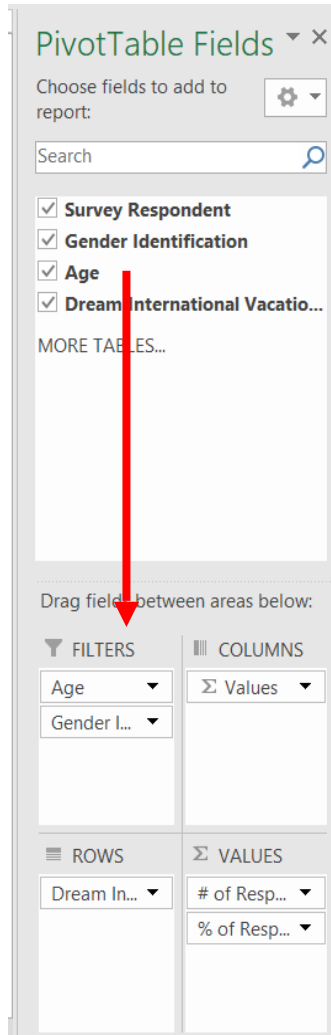 PivotTable Fields
Choose fields to add to
report:
Search
Survey Respondent
Gender Identification
Age
Dream International Vacatio...
MORE TABLES...
Drag fields between areas below:
FILTERS
COLUMNS
Age
Σ Values
Gender I...
ROWS
Σ VALUES
Dream In...
# of Resp...
% of Resp...